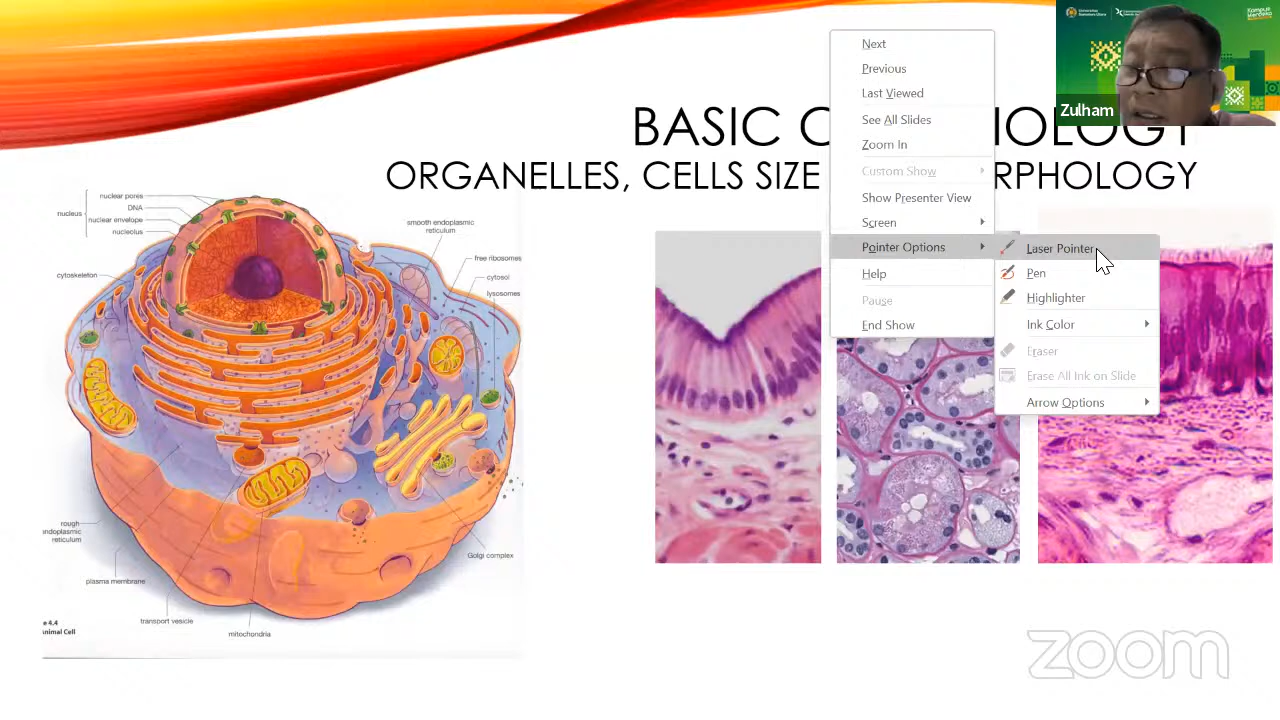 Zulham
BASIC
OLOGY
ORGANELLES, CELLS SIZE
RPHOLOGY
Next
Previous
Last Viewed
See All Slides
Zoom In
Custom Show
Show Presenter View
Screen
Pointer Options
Help
Pause
End Show
Laser Pointer
Pen
Highlighter
Ink Color
Eraser
Erase All Ink on Slide
Arrow Options
nuclear pores
DNA
nucleus
nuclear envelope
nucleolus
smooth endoplasmic
reticulum
free ribosomes
cytoskeleton
cytosol
lysosomes
rough
endoplasmic
reticulum
Golgi complex
plasma membrane
transport vesicle
mitochondria
e 4.4
nimal Cell
zoom